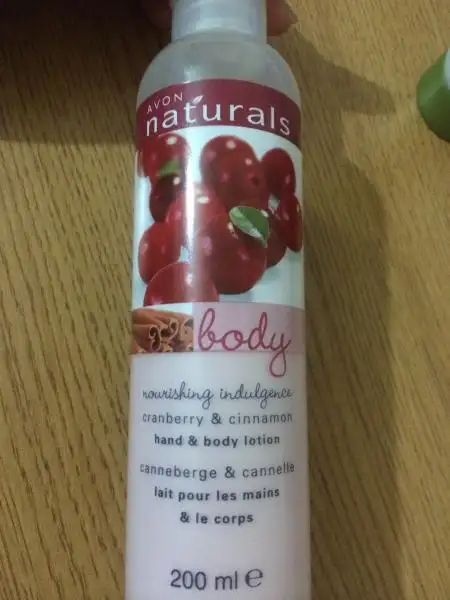 AVON
naturals
body
nourishing indulgence
cranberry & cinnamon
hand & body lotion
canneberge & cannelle
lait pour les mains
& le corps
200 ml e